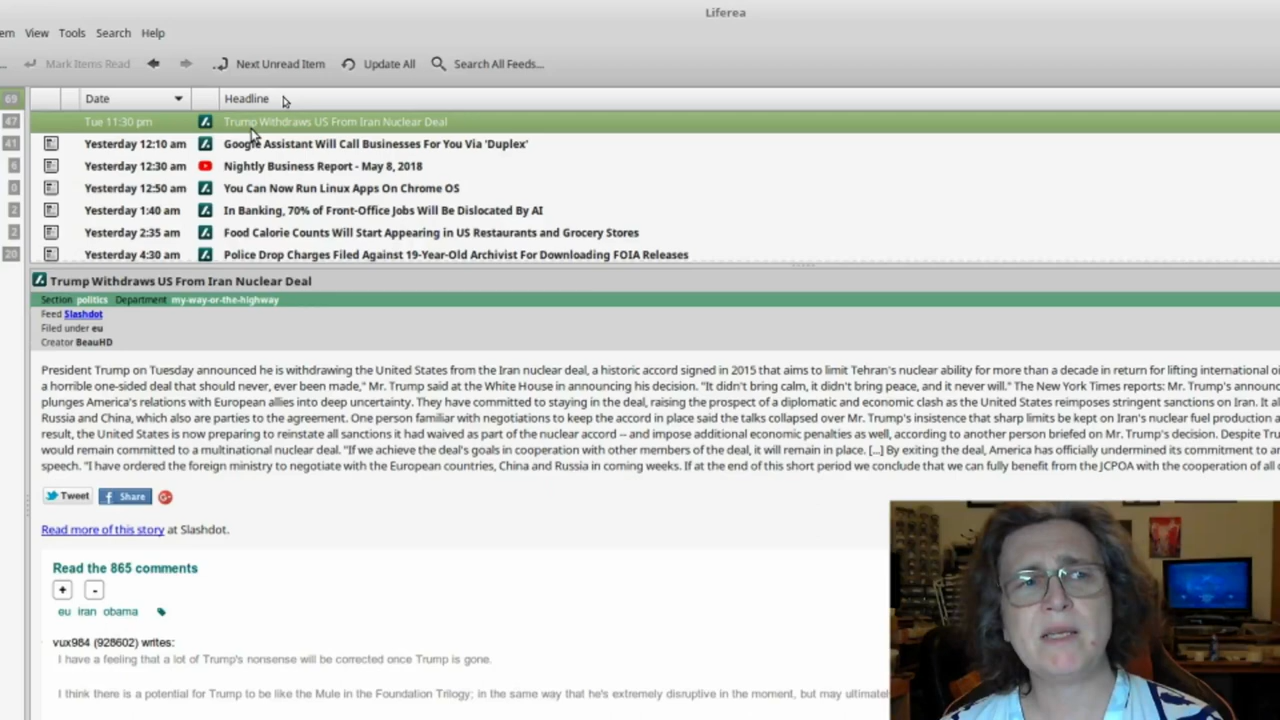 Liferea
em View Tools Search Help
... Mark Items Read Next Unread Item Update All Search All Feeds...
69 Date Headline
47 Tue 11:30 pm Trump Withdraws US From Iran Nuclear Deal
41 Yesterday 12:10 am Google Assistant Will Call Businesses For You Via 'Duplex'
6 Yesterday 12:30 am Nightly Business Report - May 8, 2018
0 Yesterday 12:50 am You Can Now Run Linux Apps On Chrome OS
2 Yesterday 1:40 am In Banking, 70% of Front-Office Jobs Will Be Dislocated By AI
2 Yesterday 2:35 am Food Calorie Counts Will Start Appearing in US Restaurants and Grocery Stores
20 Yesterday 4:30 am Police Drop Charges Filed Against 19-Year-Old Archivist For Downloading FOIA Releases
Trump Withdraws US From Iran Nuclear Deal
Section politics Department my-way-or-the-highway
Feed Slashdot
Filed under eu
Creator BeauHD
President Trump on Tuesday announced he is withdrawing the United States from the Iran nuclear deal, a historic accord signed in 2015 that aims to limit Tehran's nuclear ability for more than a decade in return for lifting international oi
a horrible one-sided deal that should never, ever been made," Mr. Trump said at the White House in announcing his decision. "It didn't bring calm, it didn't bring peace, and it never will." The New York Times reports: Mr. Trump's announc
plunges America's relations with European allies into deep uncertainty. They have committed to staying in the deal, raising the prospect of a diplomatic and economic clash as the United States reimposes stringent sanctions on Iran. It al
Russia and China, which also are parties to the agreement. One person familiar with negotiations to keep the accord in place said the talks collapsed over Mr. Trump's insistence that sharp limits be kept on Iran's nuclear fuel production a
result, the United States is now preparing to reinstate all sanctions it had waived as part of the nuclear accord -- and impose additional economic penalties as well, according to another person briefed on Mr. Trump's decision. Despite Tru
would remain committed to a multinational nuclear deal. "If we achieve the deal's goals in cooperation with other members of the deal, it will remain in place. [...] By exiting the deal, America has officially undermined its commitment to an
speech. "I have ordered the foreign ministry to negotiate with the European countries, China and Russia in coming weeks. If at the end of this short period we conclude that we can fully benefit from the JCPOA with the cooperation of all c
Tweet Share
Read more of this story at Slashdot.
Read the 865 comments
+ -
eu iran obama
vux984 (928602) writes:
I have a feeling that a lot of Trump's nonsense will be corrected once Trump is gone.
I think there is a potential for Trump to be like the Mule in the Foundation Trilogy; in the same way that he's extremely disruptive in the moment, but may ultimatel